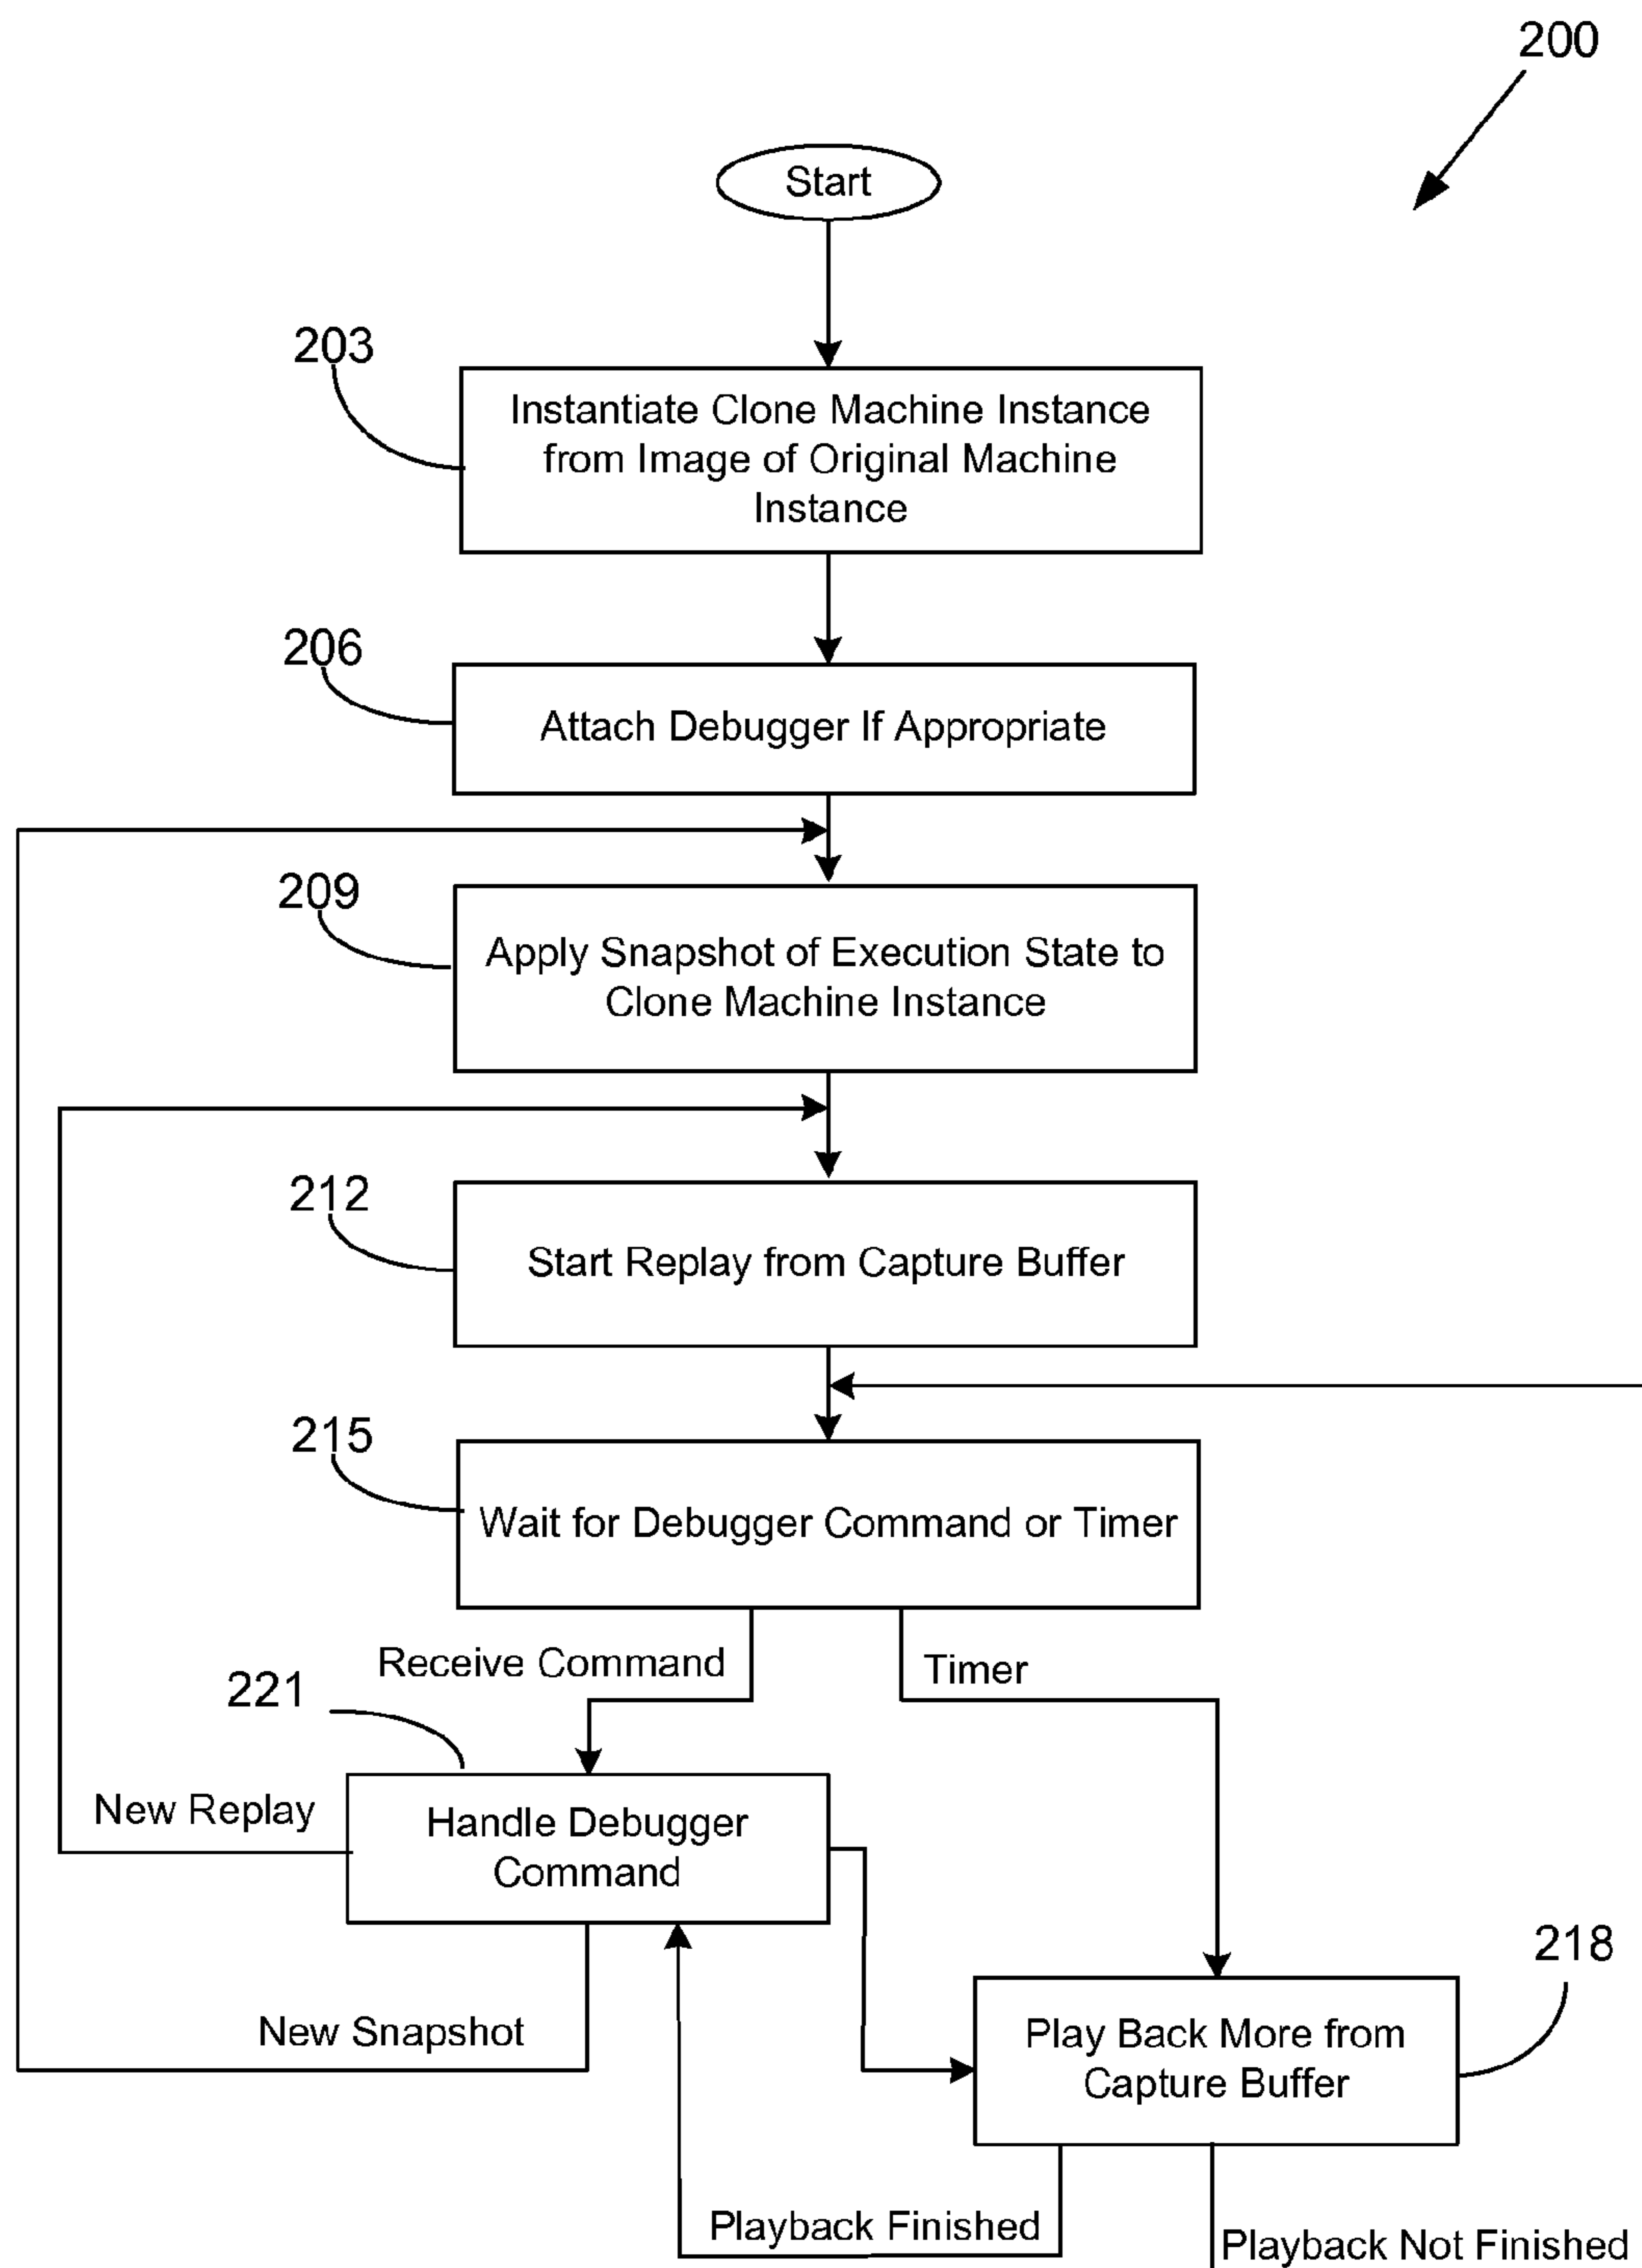 200
Start
203
Instantiate Clone Machine Instance
from Image of Original Machine
Instance
206
Attach Debugger If Appropriate
209
Apply Snapshot of Execution State to
Clone Machine Instance
212
Start Replay from Capture Buffer
215
Wait for Debugger Command or Timer
Receive Command
Timer
221
New Replay
Handle Debugger
Command
218
New Snapshot
Play Back More from
Capture Buffer
Playback Finished
Playback Not Finished